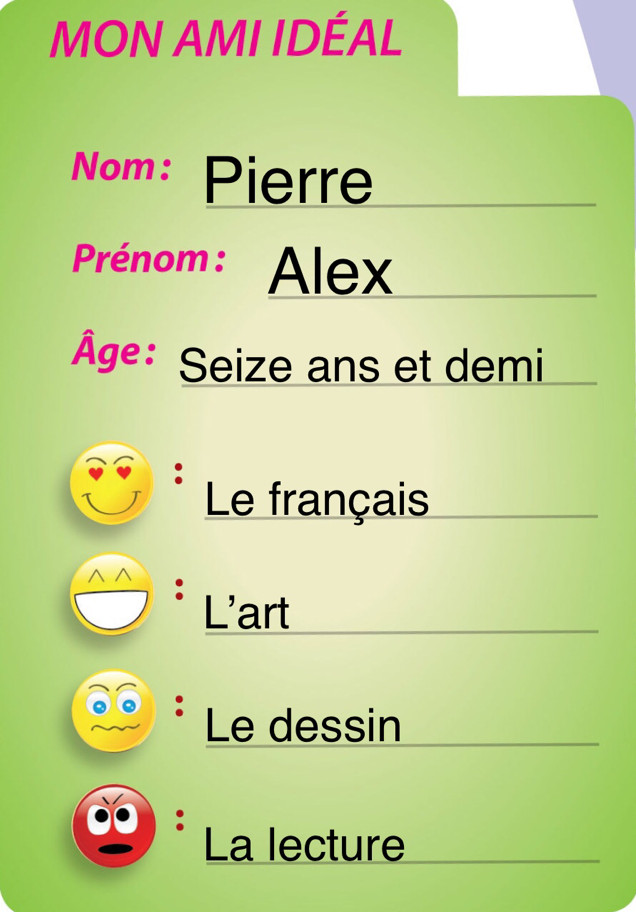 MON AMI IDÉAL
Nom: Pierre
Prénom: Alex
Âge: Seize ans et demi
: Le français
: L’art
: Le dessin
: La lecture